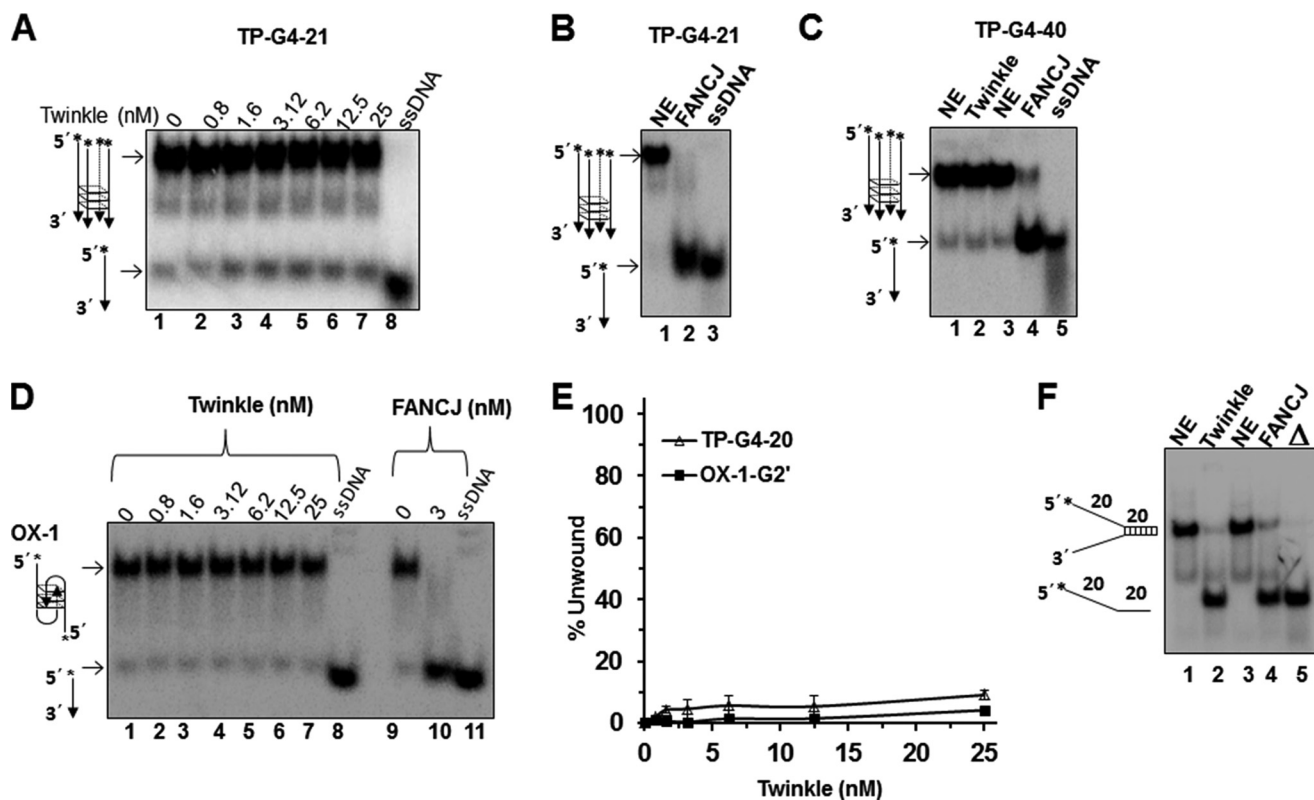 A
TP-G4-21
Twinkle (nM)
0 0.8 1.6 3.12 6.2 12.5 25 ssDNA
5´*
* * *
3´
5´*
3´
1 2 3 4 5 6 7 8
B
TP-G4-21
NE FANCJ ssDNA
5´*
* * *
3´
5´*
3´
1 2 3
C
TP-G4-40
NE Twinkle NE FANCJ ssDNA
5´*
* * *
3´
5´*
3´
1 2 3 4 5
D
Twinkle (nM) FANCJ (nM)
0 0.8 1.6 3.12 6.2 12.5 25 ssDNA 0 3 ssDNA
OX-1
5´*
*5´
5´*
3´
1 2 3 4 5 6 7 8 9 10 11
E
100
80
60
40
20
0
% Unwound
TP-G4-20
OX-1-G2'
0 5 10 15 20 25
Twinkle (nM)
F
NE Twinkle NE FANCJ Δ
5´* 20
20
3´
5´* 20
20
1 2 3 4 5